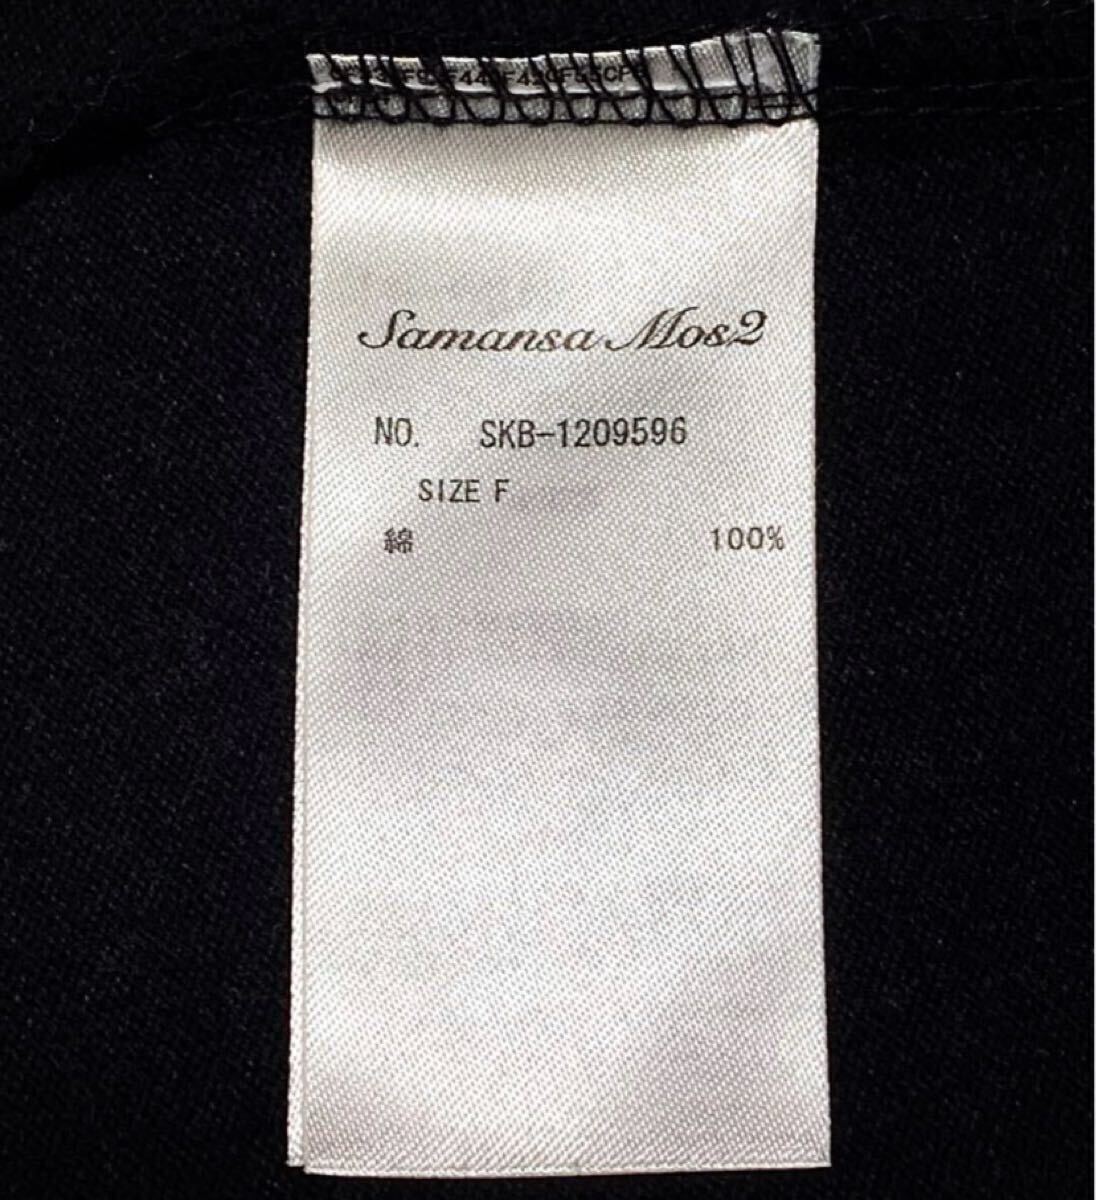 Samansa Mos2
NO. SKB-1209596
SIZE F
綿 100%